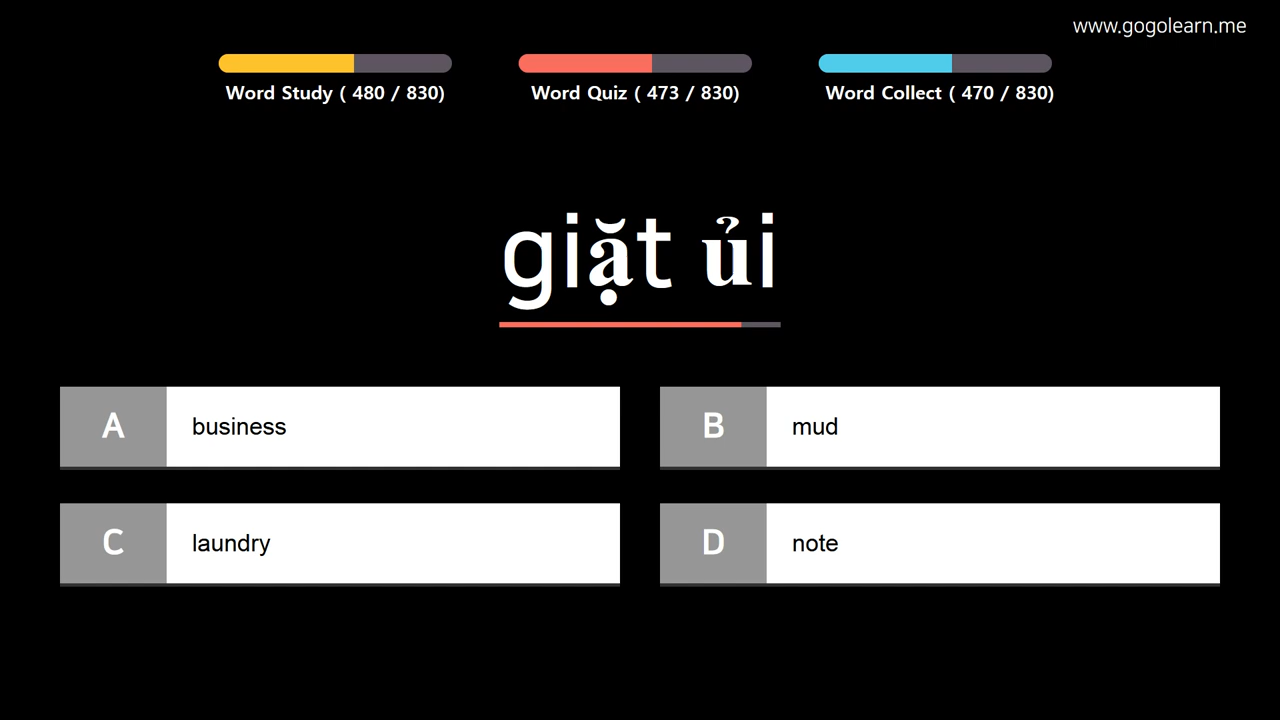 www.gogolearn.me
Word Study ( 480 / 830)
Word Quiz ( 473 / 830)
Word Collect ( 470 / 830)
giặt ủi
A business
B mud
C laundry
D note